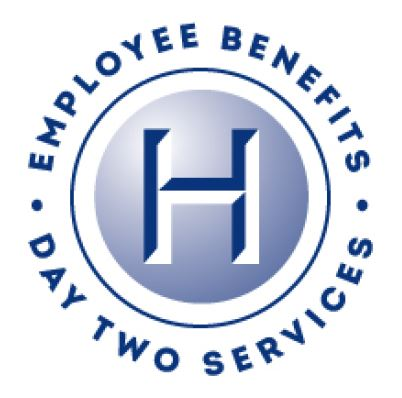 EMPLOYEE BENEFITS
H
• DAY TWO SERVICES •